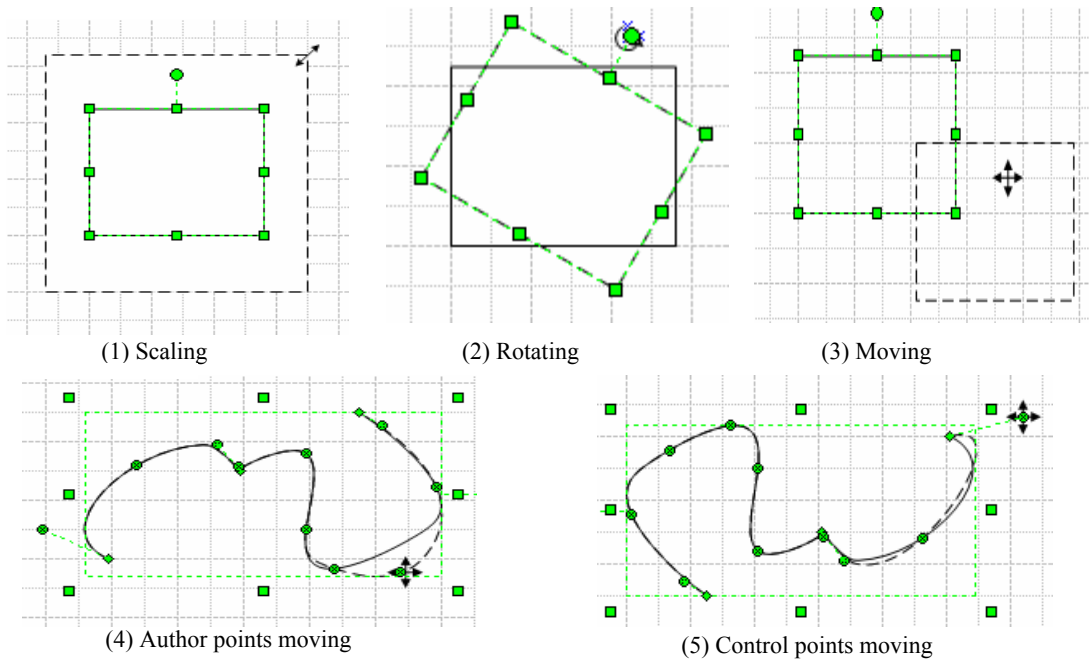 (1) Scaling
(2) Rotating
(3) Moving
(4) Author points moving
(5) Control points moving